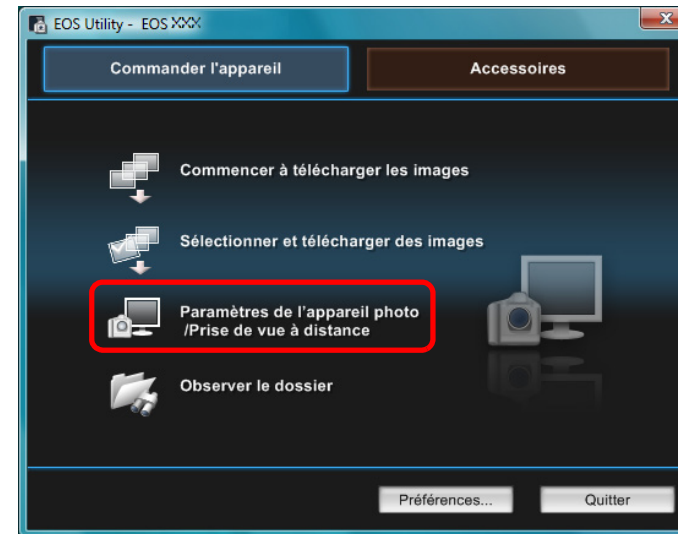 EOS Utility - EOS XXX
Commander l'appareil
Accessoires
Commencer à télécharger les images
Sélectionner et télécharger des images
Paramètres de l'appareil photo
/Prise de vue à distance
Observer le dossier
Préférences...
Quitter